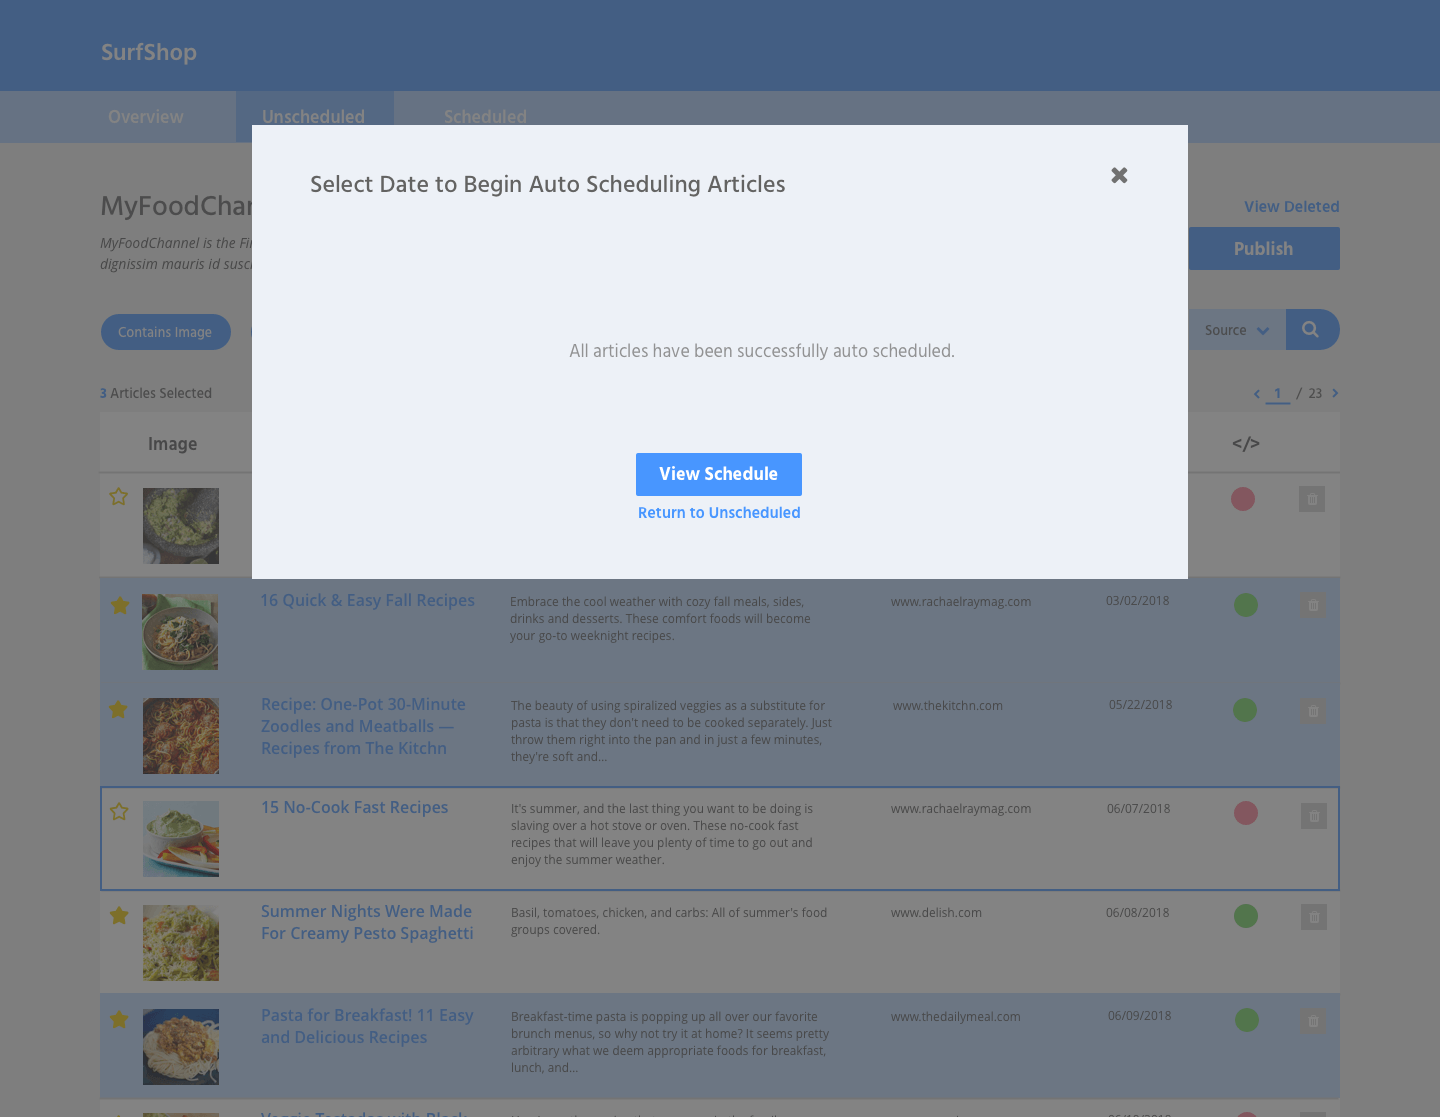 SurfShop
Overview Unscheduled Scheduled
Select Date to Begin Auto Scheduling Articles
MyFoodChan
View Deleted
MyFoodChannel is the
dignissim mauris id
Publish
Contains Image
Source
All articles have been successfully auto scheduled.
3 Articles Selected
1 / 23
Image
</>
View Schedule
Return to Unscheduled
16 Quick & Easy Fall Recipes
Embrace the cool weather with cozy fall meals, sides,
drinks and desserts. These comfort foods will become
your go-to weeknight recipes.
www.rachaelraymag.com
03/02/2018
Recipe: One-Pot 30-Minute
Zoodles and Meatballs —
Recipes from The Kitchn
The beauty of using spiralized veggies as a substitute for
pasta is that they don't need to be cooked separately. Just
throw them right into the pan and in just a few minutes,
they're soft and...
www.thekitchn.com
05/22/2018
15 No-Cook Fast Recipes
It's summer, and the last thing you want to be doing is
slaving over a hot stove or oven. These no-cook fast
recipes that will leave you plenty of time to go out and
enjoy the summer weather.
www.rachaelraymag.com
06/07/2018
Summer Nights Were Made
For Creamy Pesto Spaghetti
Basil, tomatoes, chicken, and carbs: All of summer's food
groups covered.
www.delish.com
06/08/2018
Pasta for Breakfast! 11 Easy
and Delicious Recipes
Breakfast-time pasta is popping up all over our favorite
brunch menus, so why not try it at home? It seems pretty
arbitrary what we deem appropriate foods for breakfast,
lunch, and...
www.thedailymeal.com
06/09/2018